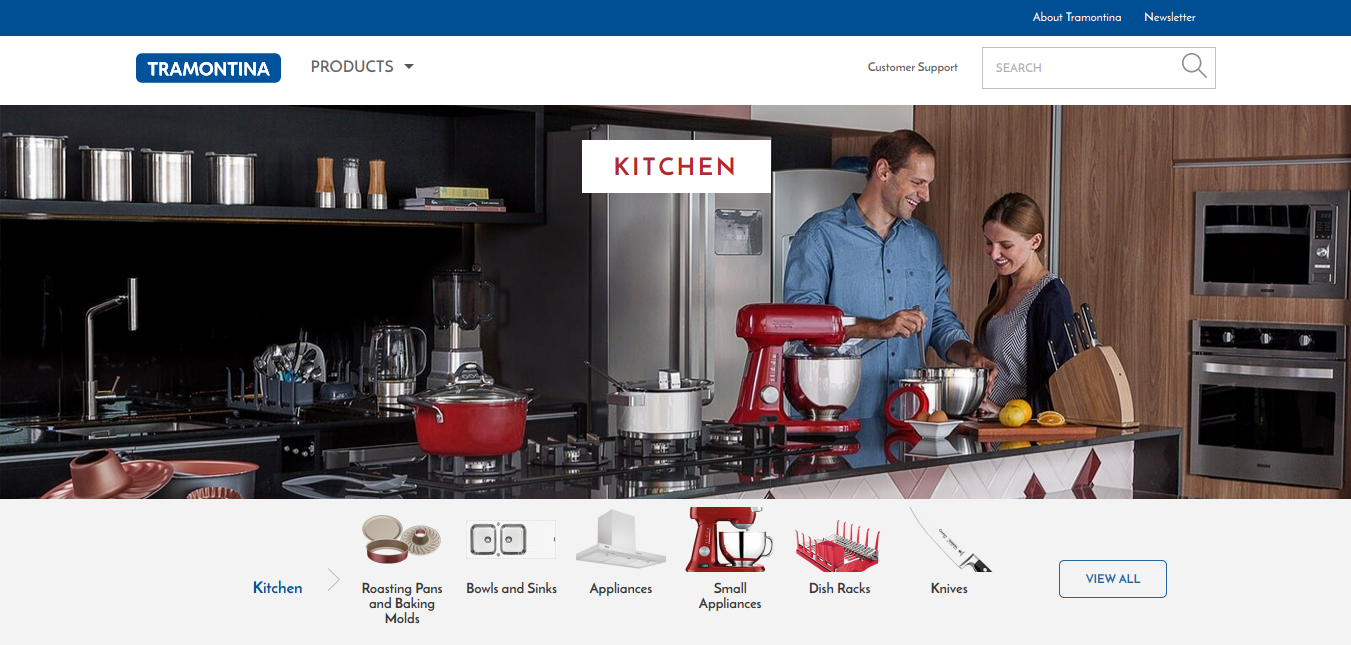 About Tramontina
Newsletter
TRAMONTINA
PRODUCTS
Customer Support
SEARCH
KITCHEN
Kitchen
Roasting Pans
and Baking
Molds
Bowls and Sinks
Appliances
Small
Appliances
Dish Racks
Knives
VIEW ALL